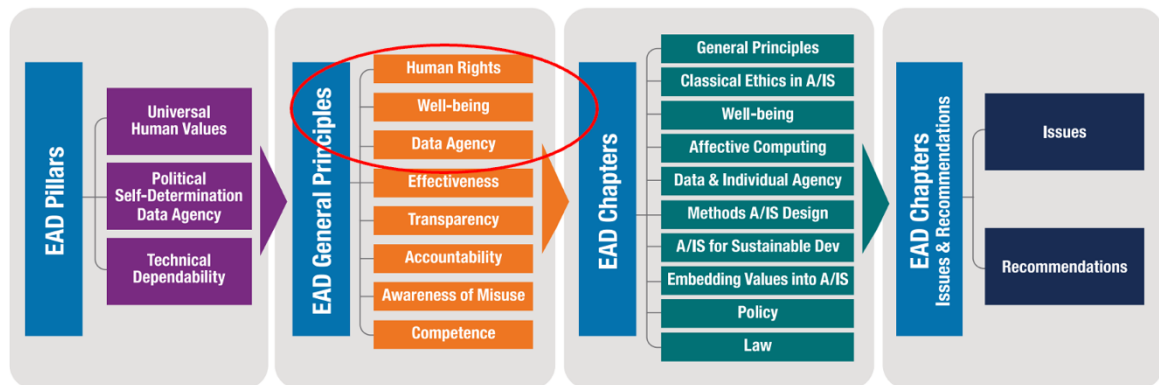 EAD Pillars
Universal
Human Values
Political
Self-Determination
Data Agency
Technical
Dependability
EAD General Principles
Human Rights
Well-being
Data Agency
Effectiveness
Transparency
Accountability
Awareness of Misuse
Competence
EAD Chapters
General Principles
Classical Ethics in A/IS
Well-being
Affective Computing
Data & Individual Agency
Methods A/IS Design
A/IS for Sustainable Dev
Embedding Values into A/IS
Policy
Law
EAD Chapters
Issues & Recommendations
Issues
Recommendations